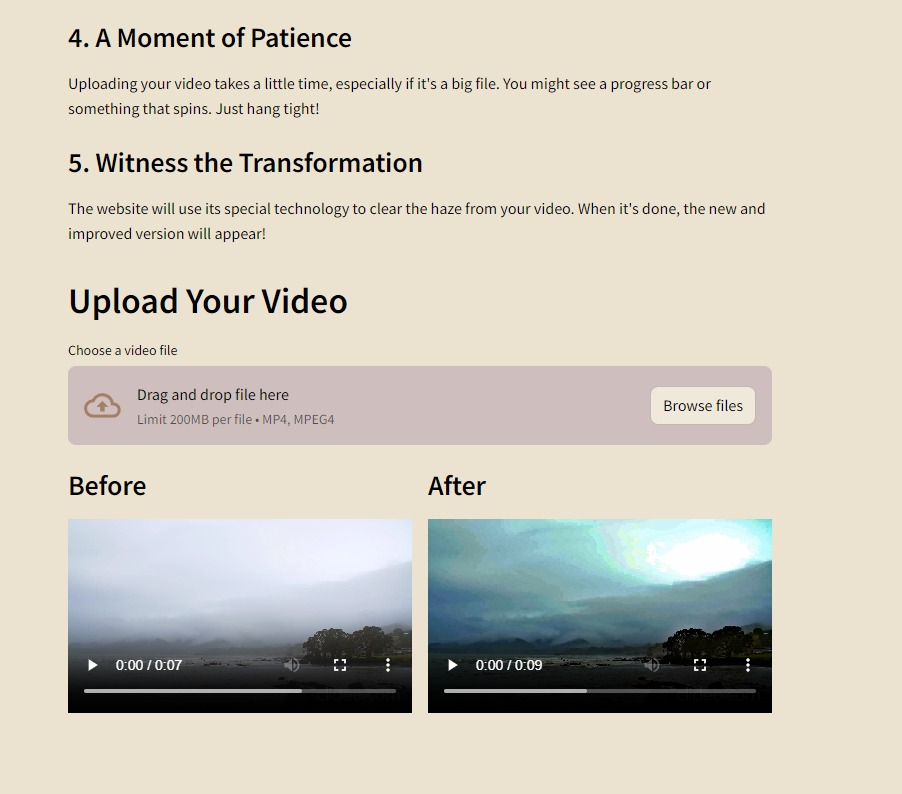 4. A Moment of Patience
Uploading your video takes a little time, especially if it's a big file. You might see a progress bar or
something that spins. Just hang tight!
5. Witness the Transformation
The website will use its special technology to clear the haze from your video. When it's done, the new and
improved version will appear!
Upload Your Video
Choose a video file
Drag and drop file here
Limit 200MB per file • MP4, MPEG4
Browse files
Before
After
0:00 / 0:07
0:00 / 0:09